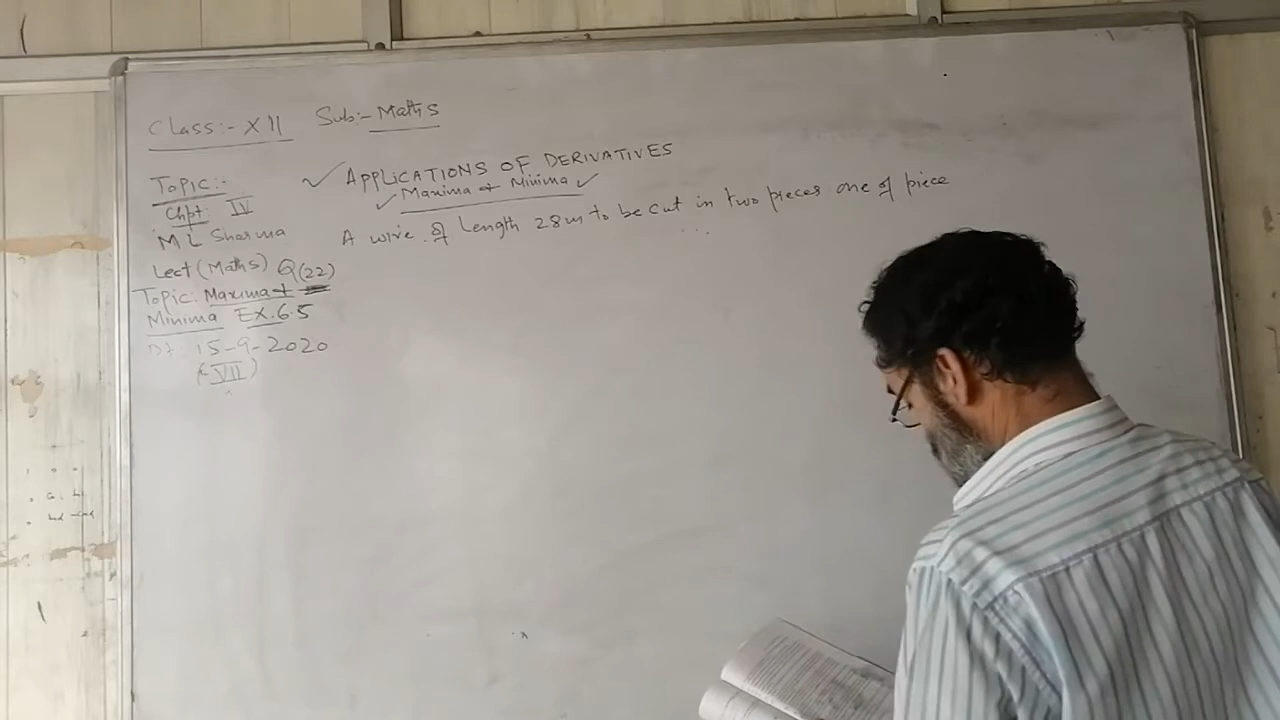 Class:- XII Sub:- Maths
Topic:- ✓ APPLICATIONS OF DERIVATIVES
✓ Maxima & Minima ✓
Chpt: IV
A wire of length 28m to be cut in two pieces one of piece
M L Sharma
Lect (Maths) Q(22)
Topic: Maxima &
Minima EX. 6.5
Dt. 15-9-2020
(VII)